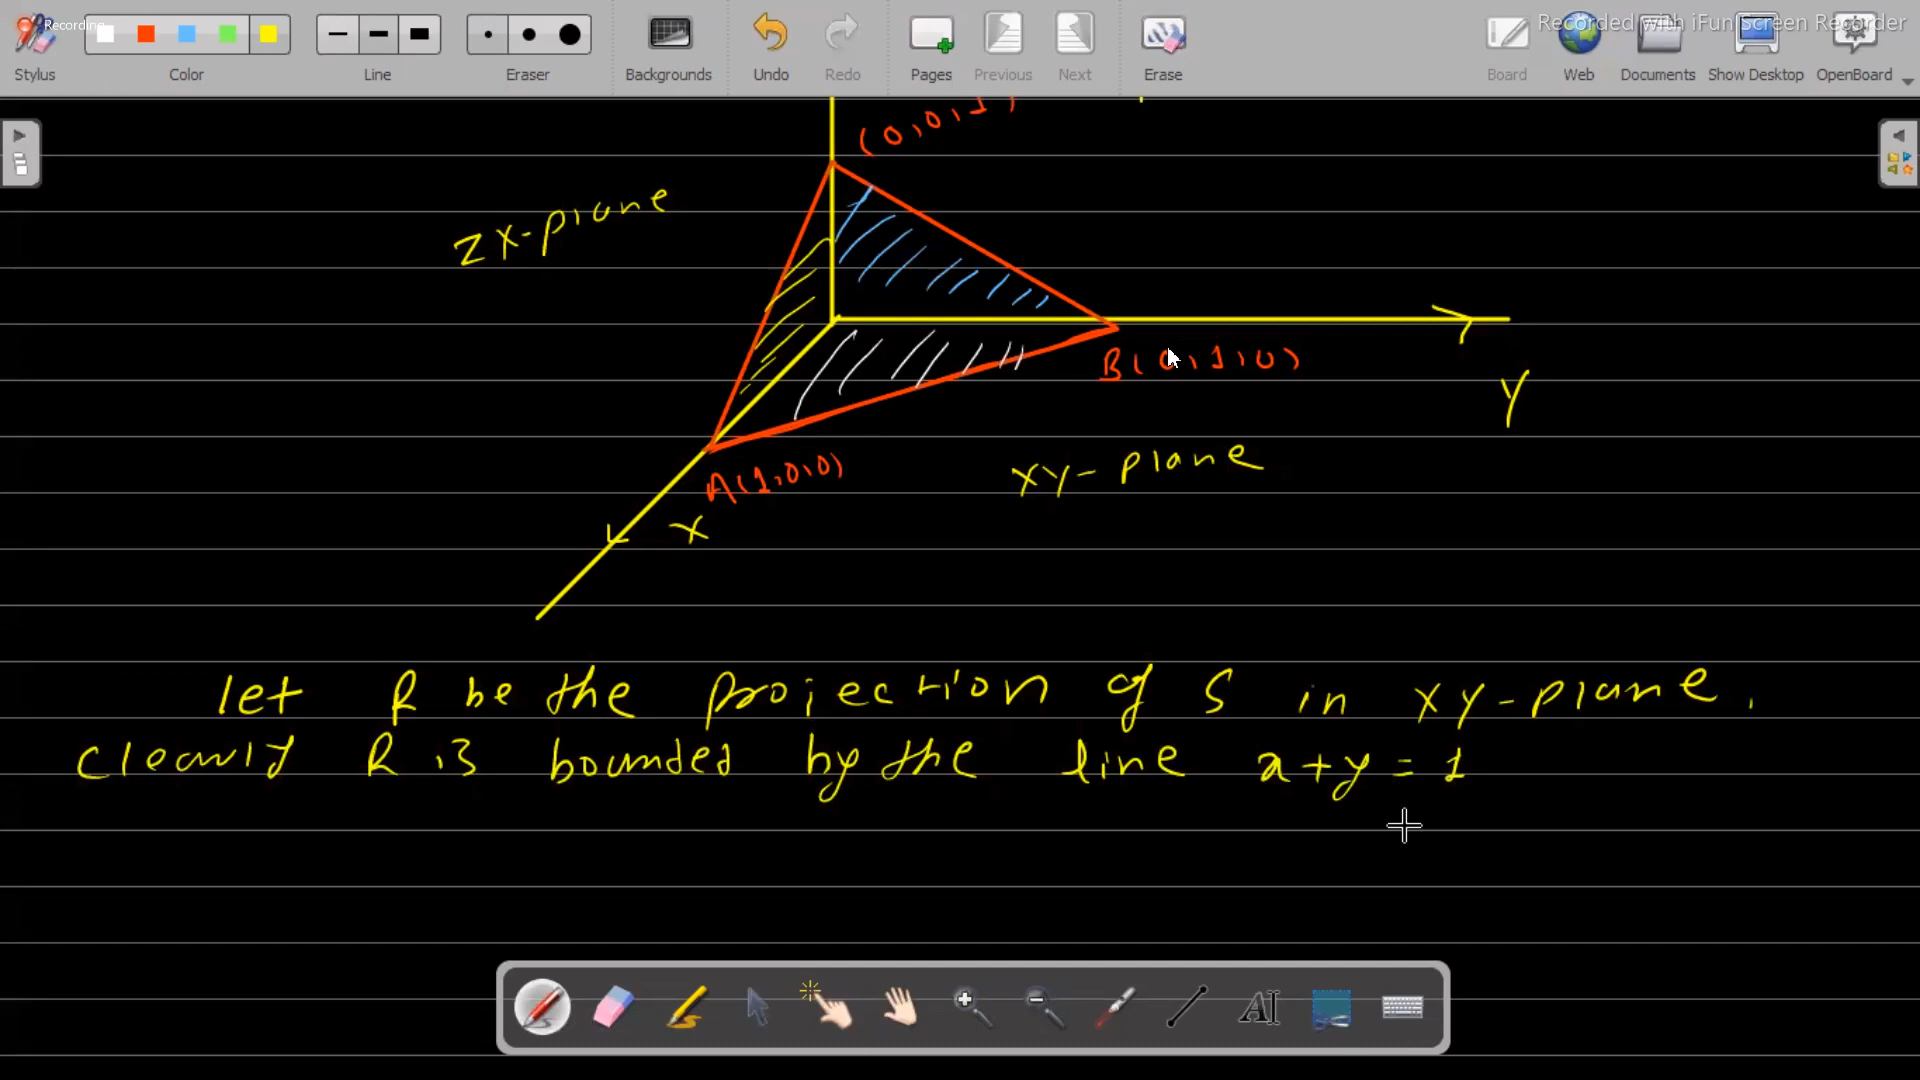 Recording
Recorded with iFun Screen Recorder
Stylus
Color
Line
Eraser
Backgrounds
Undo
Redo
Pages
Previous
Next
Erase
Board
Web
Documents
Show Desktop
OpenBoard
(0,0,1)
ZX-plane
B(0,1,0)
Y
A(1,0,0)
XY-plane
X
let R be the projection of S in XY-plane.
clearly R is bounded by the line x+y=1